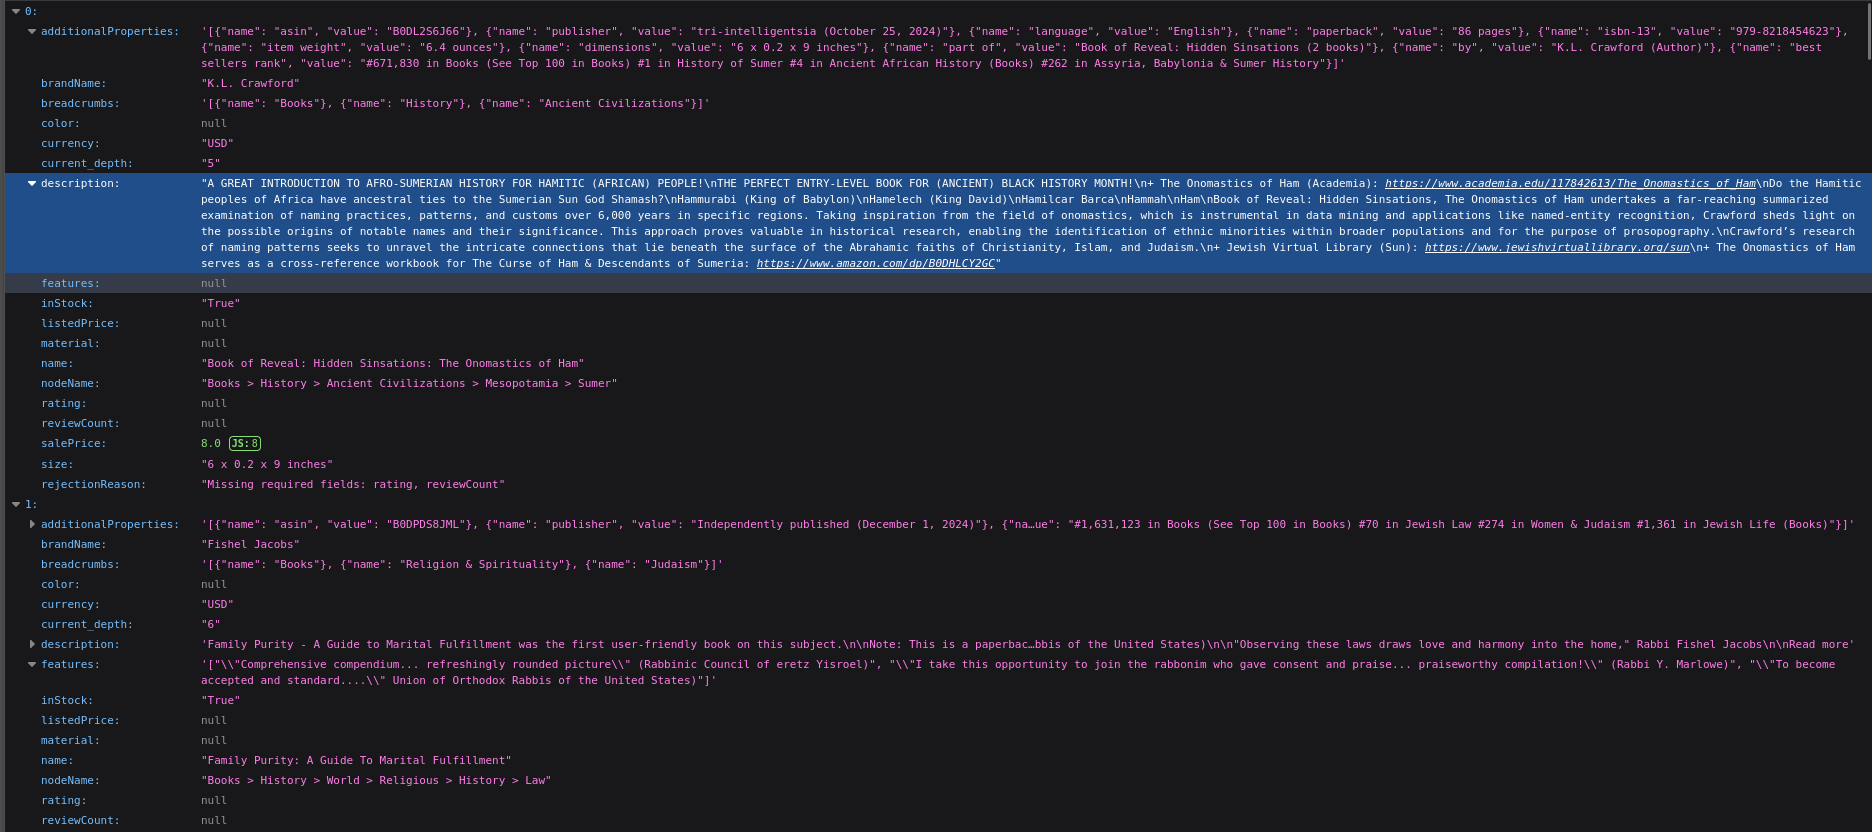 0:
additionalProperties: '[{"name": "asin", "value": "B0DL2S6J66"}, {"name": "publisher", "value": "tri-intelligentsia (October 25, 2024)"}, {"name": "language", "value": "English"}, {"name": "paperback", "value": "86 pages"}, {"name": "isbn-13", "value": "979-8218454623"},
{"name": "item weight", "value": "6.4 ounces"}, {"name": "dimensions", "value": "6 x 0.2 x 9 inches"}, {"name": "part of", "value": "Book of Reveal: Hidden Sinsations (2 books)"}, {"name": "by", "value": "K.L. Crawford (Author)"}, {"name": "best
sellers rank", "value": "#671,830 in Books (See Top 100 in Books) #1 in History of Sumer #4 in Ancient African History (Books) #262 in Assyria, Babylonia & Sumer History"}]'
brandName: "K.L. Crawford"
breadcrumbs: '[{"name": "Books"}, {"name": "History"}, {"name": "Ancient Civilizations"}]'
color: null
currency: "USD"
current_depth: "5"
description: "A GREAT INTRODUCTION TO AFRO-SUMERIAN HISTORY FOR HAMITIC (AFRICAN) PEOPLE!\nTHE PERFECT ENTRY-LEVEL BOOK FOR (ANCIENT) BLACK HISTORY MONTH!\n+ The Onomastics of Ham (Academia): https://www.academia.edu/117842613/The_Onomastics_of_Ham\nDo the Hamitic
peoples of Africa have ancestral ties to the Sumerian Sun God Shamash?\nHammurabi (King of Babylon)\nHamelech (King David)\nHamilcar Barca\nHammah\nHam\nBook of Reveal: Hidden Sinsations, The Onomastics of Ham undertakes a far-reaching summarized
examination of naming practices, patterns, and customs over 6,000 years in specific regions. Taking inspiration from the field of onomastics, which is instrumental in data mining and applications like named-entity recognition, Crawford sheds light on
the possible origins of notable names and their significance. This approach proves valuable in historical research, enabling the identification of ethnic minorities within broader populations and for the purpose of prosopography.\nCrawford’s research
of naming patterns seeks to unravel the intricate connections that lie beneath the surface of the Abrahamic faiths of Christianity, Islam, and Judaism.\n+ Jewish Virtual Library (Sun): https://www.jewishvirtuallibrary.org/sun\n+ The Onomastics of Ham
serves as a cross-reference workbook for The Curse of Ham & Descendants of Sumeria: https://www.amazon.com/dp/B0DHLCY2GC"
features: null
inStock: "True"
listedPrice: null
material: null
name: "Book of Reveal: Hidden Sinsations: The Onomastics of Ham"
nodeName: "Books > History > Ancient Civilizations > Mesopotamia > Sumer"
rating: null
reviewCount: null
salePrice: 8.0 JS: 8
size: "6 x 0.2 x 9 inches"
rejectionReason: "Missing required fields: rating, reviewCount"
1:
additionalProperties: '[{"name": "asin", "value": "B0DPDS8JML"}, {"name": "publisher", "value": "Independently published (December 1, 2024)"}, {"na…ue": "#1,631,123 in Books (See Top 100 in Books) #70 in Jewish Law #274 in Women & Judaism #1,361 in Jewish Life (Books)"}]'
brandName: "Fishel Jacobs"
breadcrumbs: '[{"name": "Books"}, {"name": "Religion & Spirituality"}, {"name": "Judaism"}]'
color: null
currency: "USD"
current_depth: "6"
description: 'Family Purity - A Guide to Marital Fulfillment was the first user-friendly book on this subject.\n\nNote: This is a paperbac…bbis of the United States)\n\n"Observing these laws draws love and harmony into the home," Rabbi Fishel Jacobs\n\nRead more'
features: '["\\"Comprehensive compendium... refreshingly rounded picture\\" (Rabbinic Council of eretz Yisroel)", "\\"I take this opportunity to join the rabbonim who gave consent and praise... praiseworthy compilation!\\" (Rabbi Y. Marlowe)", "\\"To become
accepted and standard....\\" Union of Orthodox Rabbis of the United States)"]'
inStock: "True"
listedPrice: null
material: null
name: "Family Purity: A Guide To Marital Fulfillment"
nodeName: "Books > History > World > Religious > History > Law"
rating: null
reviewCount: null